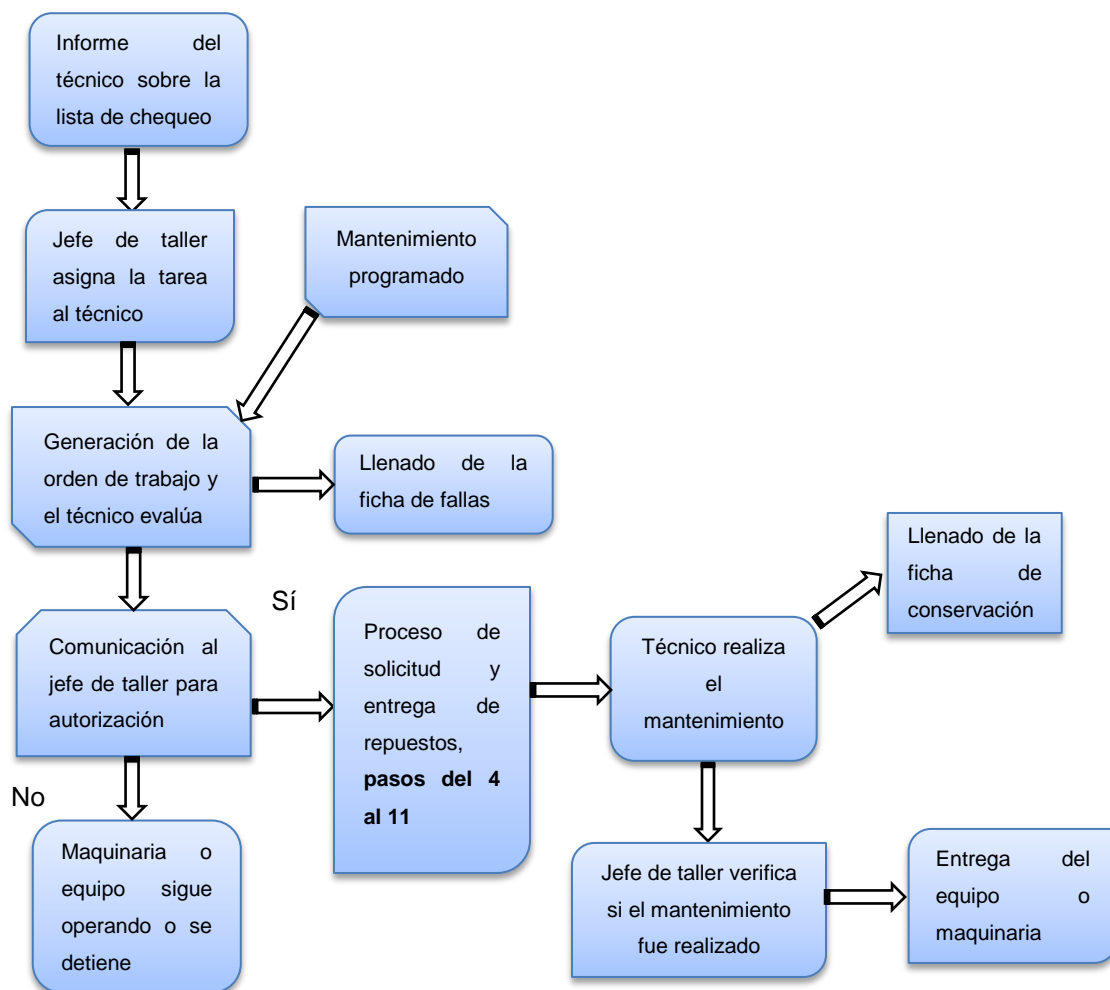 Informe del
técnico sobre la
lista de chequeo
Jefe de taller
asigna la tarea
al técnico
Mantenimiento
programado
Generación de la
orden de trabajo y
el técnico evalúa
Llenado de la
ficha de fallas
Llenado de la
ficha de
conservación
Sí
Comunicación al
jefe de taller para
autorización
Proceso de
solicitud y
entrega de
repuestos,
pasos del 4
al 11
Técnico realiza
el
mantenimiento
No
Maquinaria o
equipo sigue
operando o se
detiene
Jefe de taller verifica
si el mantenimiento
fue realizado
Entrega del
equipo o
maquinaria